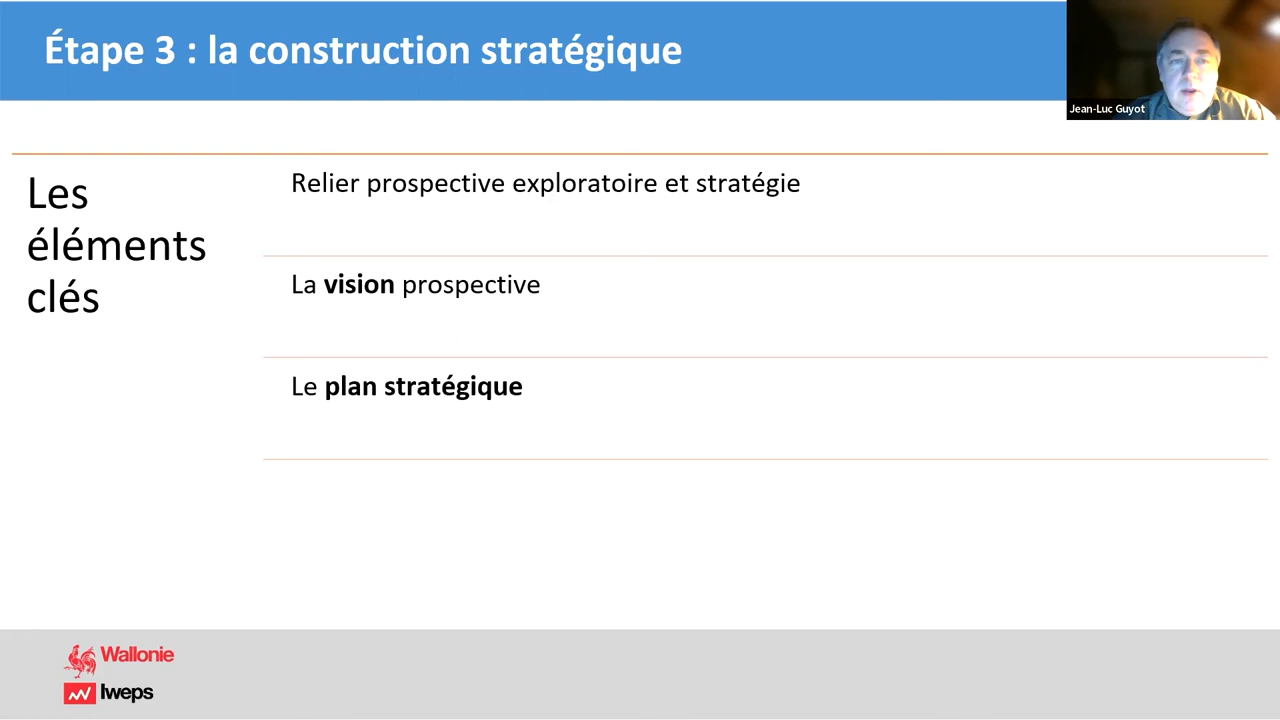 Étape 3 : la construction stratégique
Jean-Luc Guyot
Les
éléments
clés
Relier prospective exploratoire et stratégie
La vision prospective
Le plan stratégique
Wallonie
Iweps